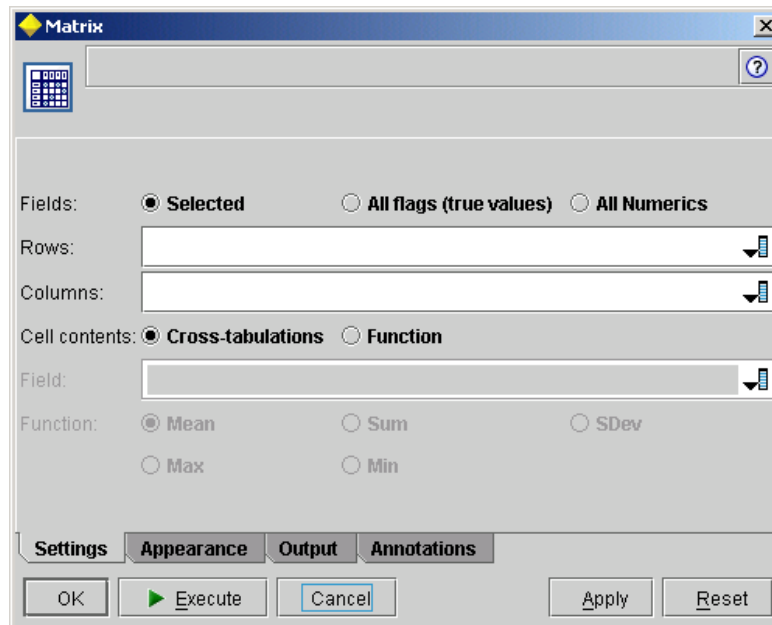 Matrix
?
Fields: Selected All flags (true values) All Numerics
Rows:
Columns:
Cell contents: Cross-tabulations Function
Field:
Function: Mean Sum SDev
Max Min
Settings Appearance Output Annotations
OK Execute Cancel Apply Reset